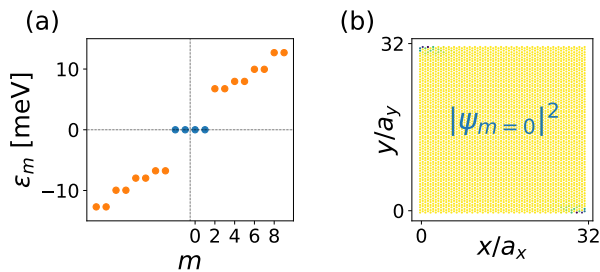 (a)
(b)
10
0
−10
ε_m [meV]
0 2 4 6 8
m
32
0
y/a_y
|ψ_{m=0}|^2
0 32
x/a_x